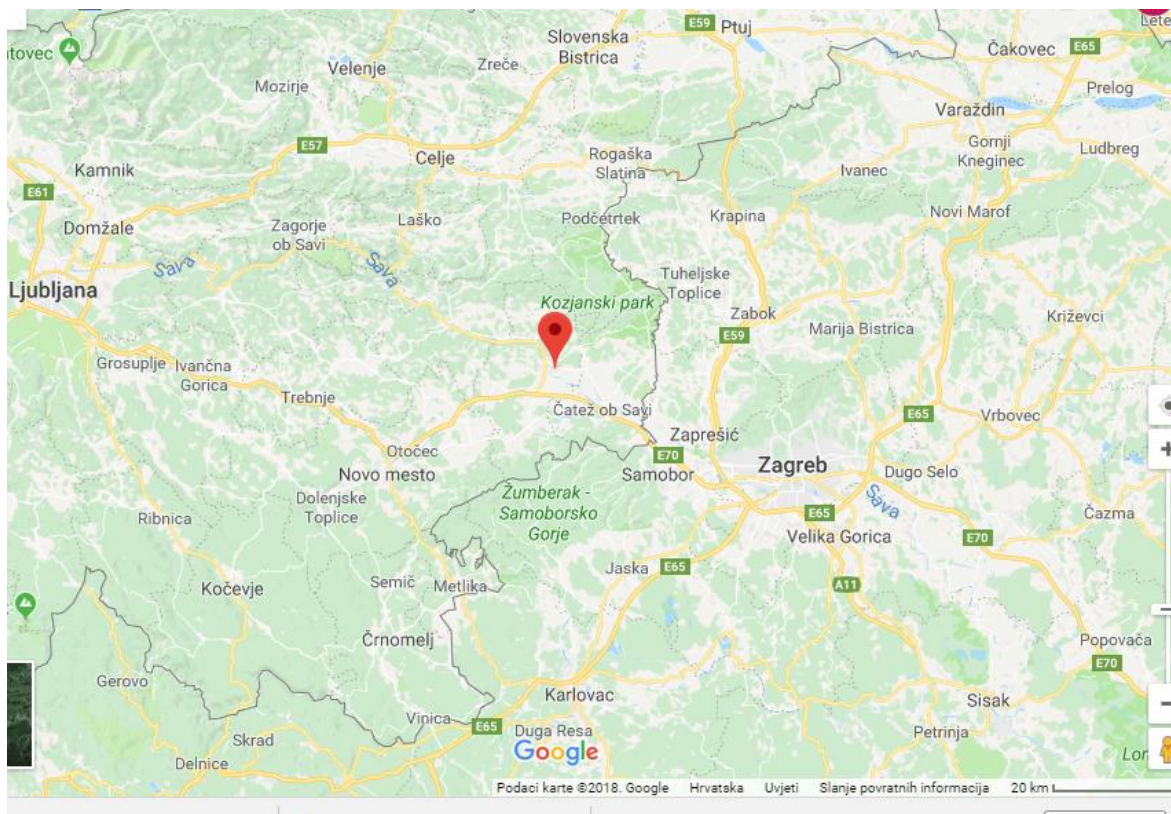 E59
Ptuj
Slovenska
Bistrica
Čakovec
E65
Velenje
Zreče
Mozirje
Prelog
Varaždin
E57
Celje
Gornji
Kneginec
Ludbreg
Kamnik
Rogaška
Slatina
Ivanec
E61
Domžale
Zagorje
ob Savi
Laško
Podčetrtek
Krapina
Novi Marof
Sava
Sava
Ljubljana
Tuheljske
Toplice
Kozjanski park
Zabok
Marija Bistrica
Križevci
E59
Grosuplje
Ivančna
Gorica
Trebnje
Čatež ob Savi
E65
Vrbovec
Otočec
Zaprešić
E70
Novo mesto
Samobor
Zagreb
Dugo Selo
Dolenjske
Toplice
Žumberak -
Samoborsko
Gorje
Sava
E65
Čazma
Ribnica
Velika Gorica
E70
Kočevje
Semič
Metlika
Jaska
E65
A11
Črnomelj
Popovača
E70
Gerovo
Karlovac
Sisak
Vinica
E65
Duga Resa
Petrinja
Skrad
Google
Delnice
Podaci karte ©2018. Google Hrvatska Uvjeti Slanje povratnih informacija 20 km